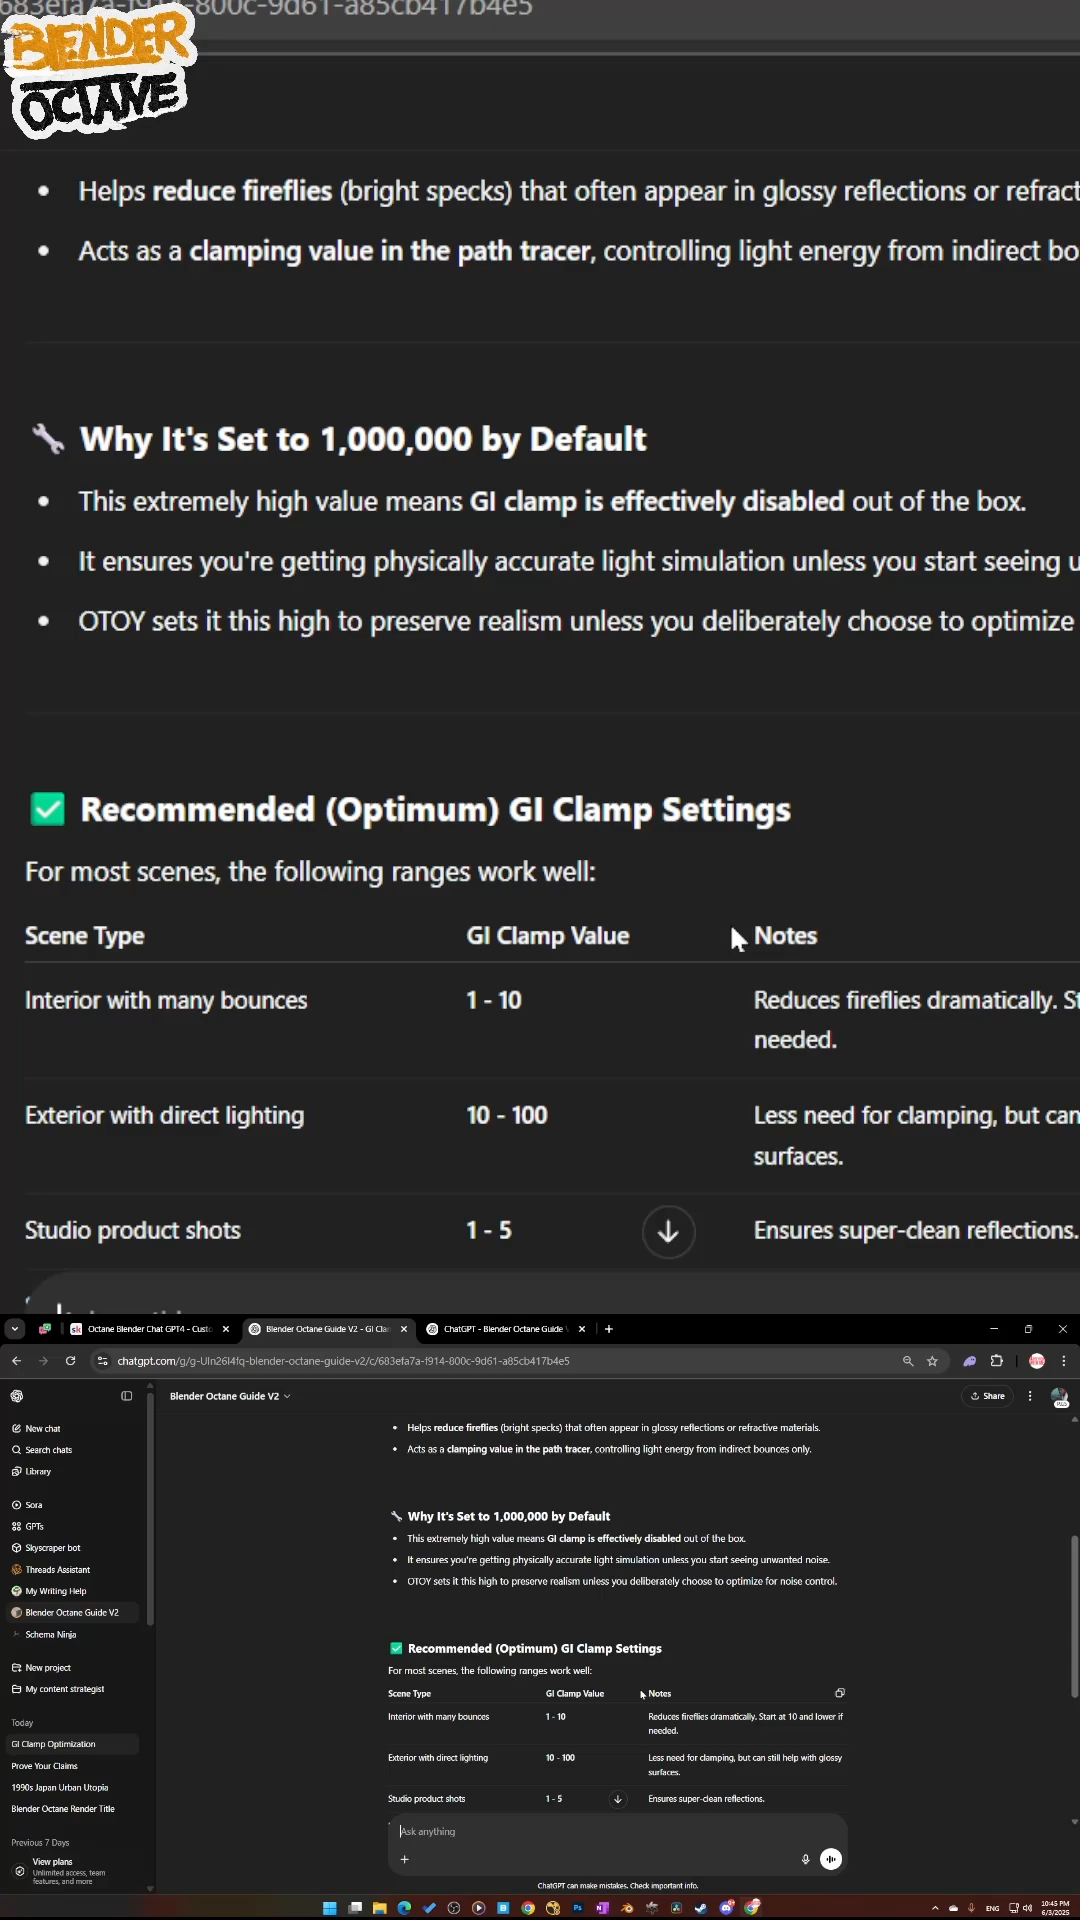 683efa7a-f914-800c-9d61-a85cb417b4e5
BLENDER
OCTANE
• Helps reduce fireflies (bright specks) that often appear in glossy reflections or refract
• Acts as a clamping value in the path tracer, controlling light energy from indirect bo
🔧 Why It's Set to 1,000,000 by Default
• This extremely high value means GI clamp is effectively disabled out of the box.
• It ensures you're getting physically accurate light simulation unless you start seeing u
• OTOY sets it this high to preserve realism unless you deliberately choose to optimize
✅ Recommended (Optimum) GI Clamp Settings
For most scenes, the following ranges work well:
Scene Type GI Clamp Value Notes
Interior with many bounces 1 - 10 Reduces fireflies dramatically. St
needed.
Exterior with direct lighting 10 - 100 Less need for clamping, but can
surfaces.
Studio product shots 1 - 5 Ensures super-clean reflections.
Octane Blender Chat GPT4 - Custo Blender Octane Guide V2 - GI Cla ChatGPT - Blender Octane Guide
chatgpt.com/g/g-UIn26I4fq-blender-octane-guide-v2/c/683efa7a-f914-800c-9d61-a85cb417b4e5
Blender Octane Guide V2
Share
New chat
Search chats
Library
Sora
GPTs
Skyscraper bot
Threads Assistant
My Writing Help
Blender Octane Guide V2
Schema Ninja
New project
My content strategist
Today
GI Clamp Optimization
Prove Your Claims
1990s Japan Urban Utopia
Blender Octane Render Title
Previous 7 Days
View plans
Unlimited access, team
features, and more
• Helps reduce fireflies (bright specks) that often appear in glossy reflections or refractive materials.
• Acts as a clamping value in the path tracer, controlling light energy from indirect bounces only.
🔧 Why It's Set to 1,000,000 by Default
• This extremely high value means GI clamp is effectively disabled out of the box.
• It ensures you're getting physically accurate light simulation unless you start seeing unwanted noise.
• OTOY sets it this high to preserve realism unless you deliberately choose to optimize for noise control.
✅ Recommended (Optimum) GI Clamp Settings
For most scenes, the following ranges work well:
Scene Type GI Clamp Value Notes
Interior with many bounces 1 - 10 Reduces fireflies dramatically. Start at 10 and lower if
needed.
Exterior with direct lighting 10 - 100 Less need for clamping, but can still help with glossy
surfaces.
Studio product shots 1 - 5 Ensures super-clean reflections.
Ask anything
ChatGPT can make mistakes. Check important info.
ENG
10:45 PM
6/3/2025